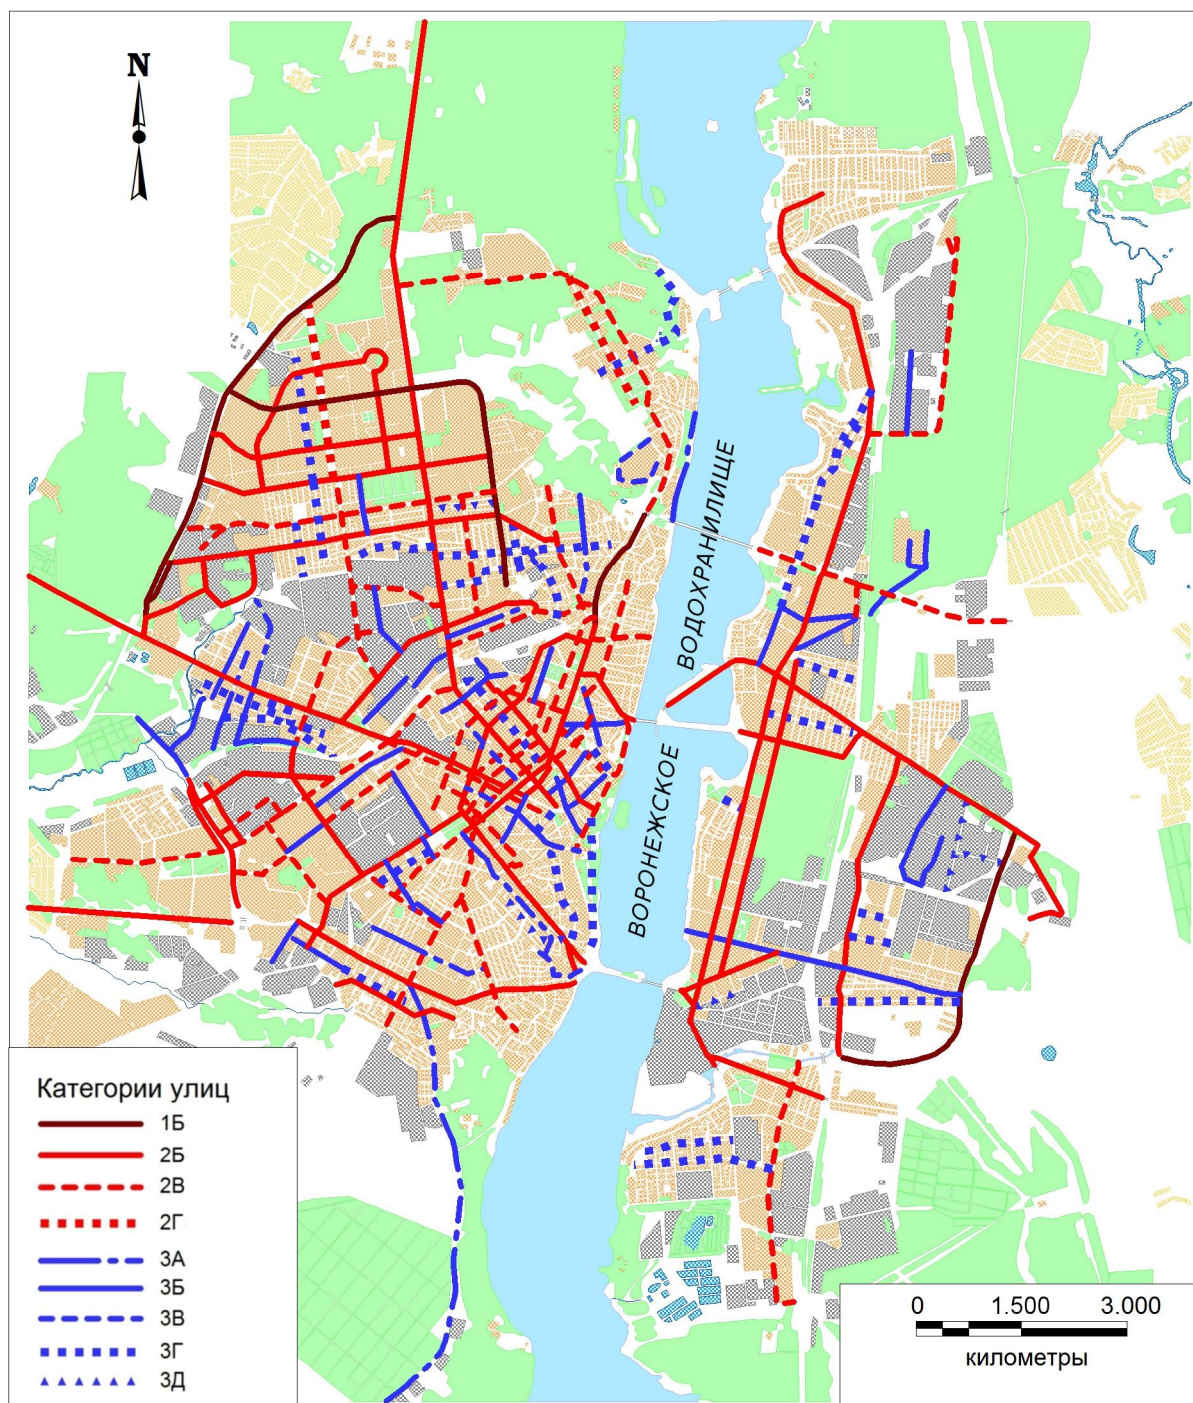 N
ВОДОХРАНИЛИЩЕ
ВОРОНЕЖСКОЕ
Категории улиц
1Б
2Б
2В
2Г
3А
3Б
3В
3Г
3Д
0 1.500 3.000
километры